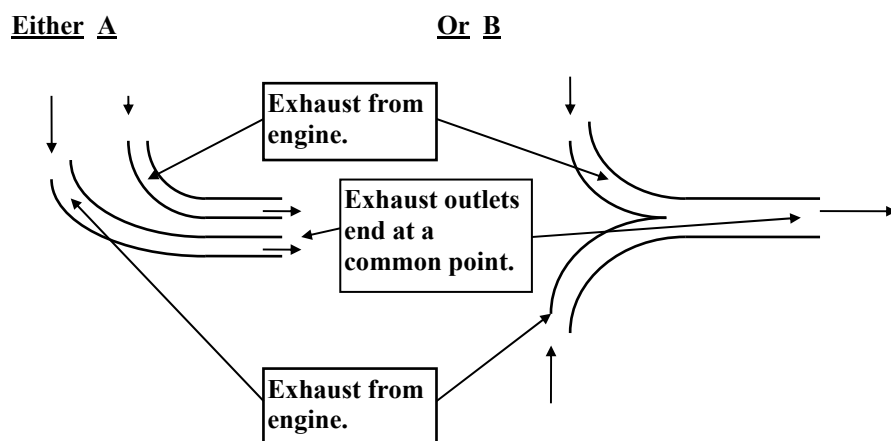 Either A
Or B
Exhaust from
engine.
Exhaust outlets
end at a
common point.
Exhaust from
engine.